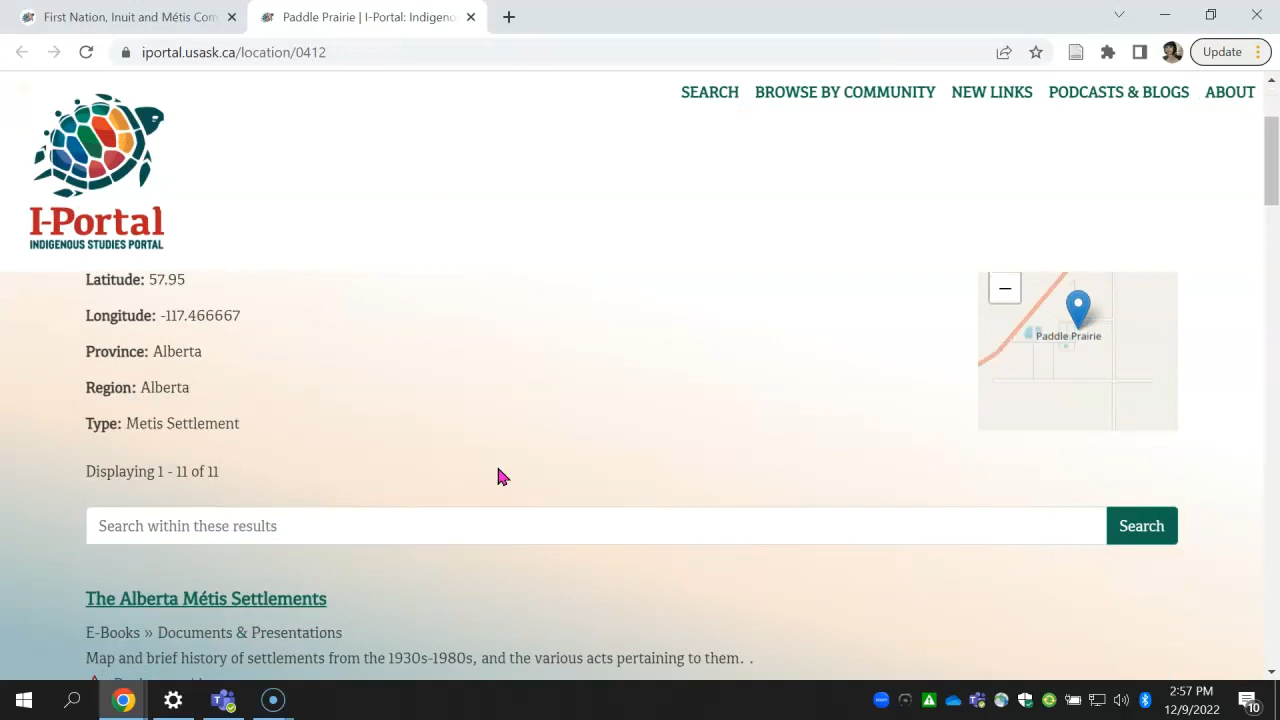 First Nation, Inuit and Métis Com
Paddle Prairie | I-Portal: Indigeno
iportal.usask.ca/location/0412
Update
SEARCH BROWSE BY COMMUNITY NEW LINKS PODCASTS & BLOGS ABOUT
I-Portal
INDIGENOUS STUDIES PORTAL
Latitude: 57.95
Longitude: -117.466667
Province: Alberta
Region: Alberta
Type: Metis Settlement
Paddle Prairie
Displaying 1 - 11 of 11
Search within these results
Search
The Alberta Métis Settlements
E-Books » Documents & Presentations
Map and brief history of settlements from the 1930s-1980s, and the various acts pertaining to them. .
2:57 PM
12/9/2022
10